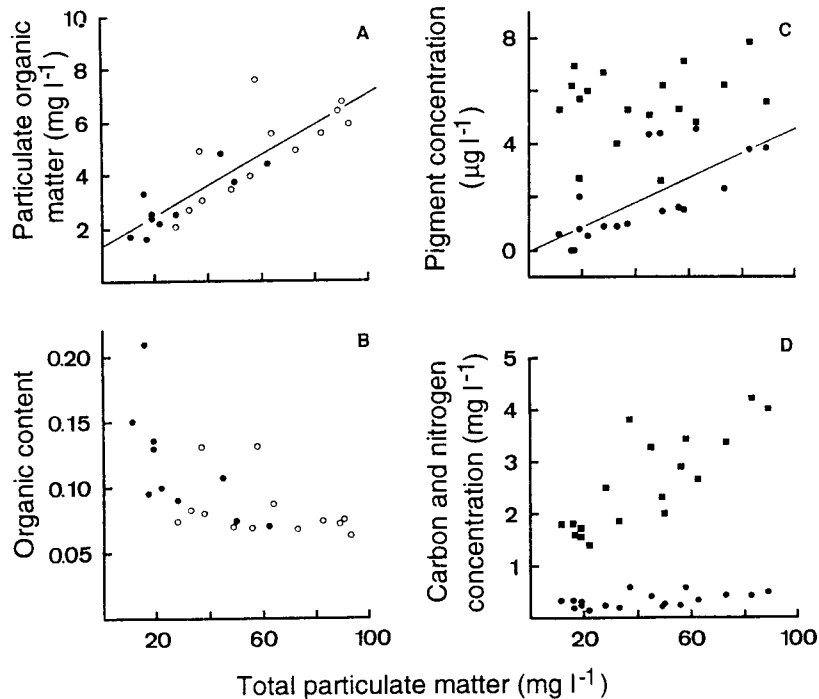 10
8
6
4
2
A
Particulate organic
matter (mg l-1)
8
4
0
C
Pigment concentration
(µg l-1)
0.20
0.15
0.10
0.05
B
Organic content
20
60
100
5
4
3
2
1
D
Carbon and nitrogen
concentration (mg l-1)
20
60
100
Total particulate matter (mg l-1)